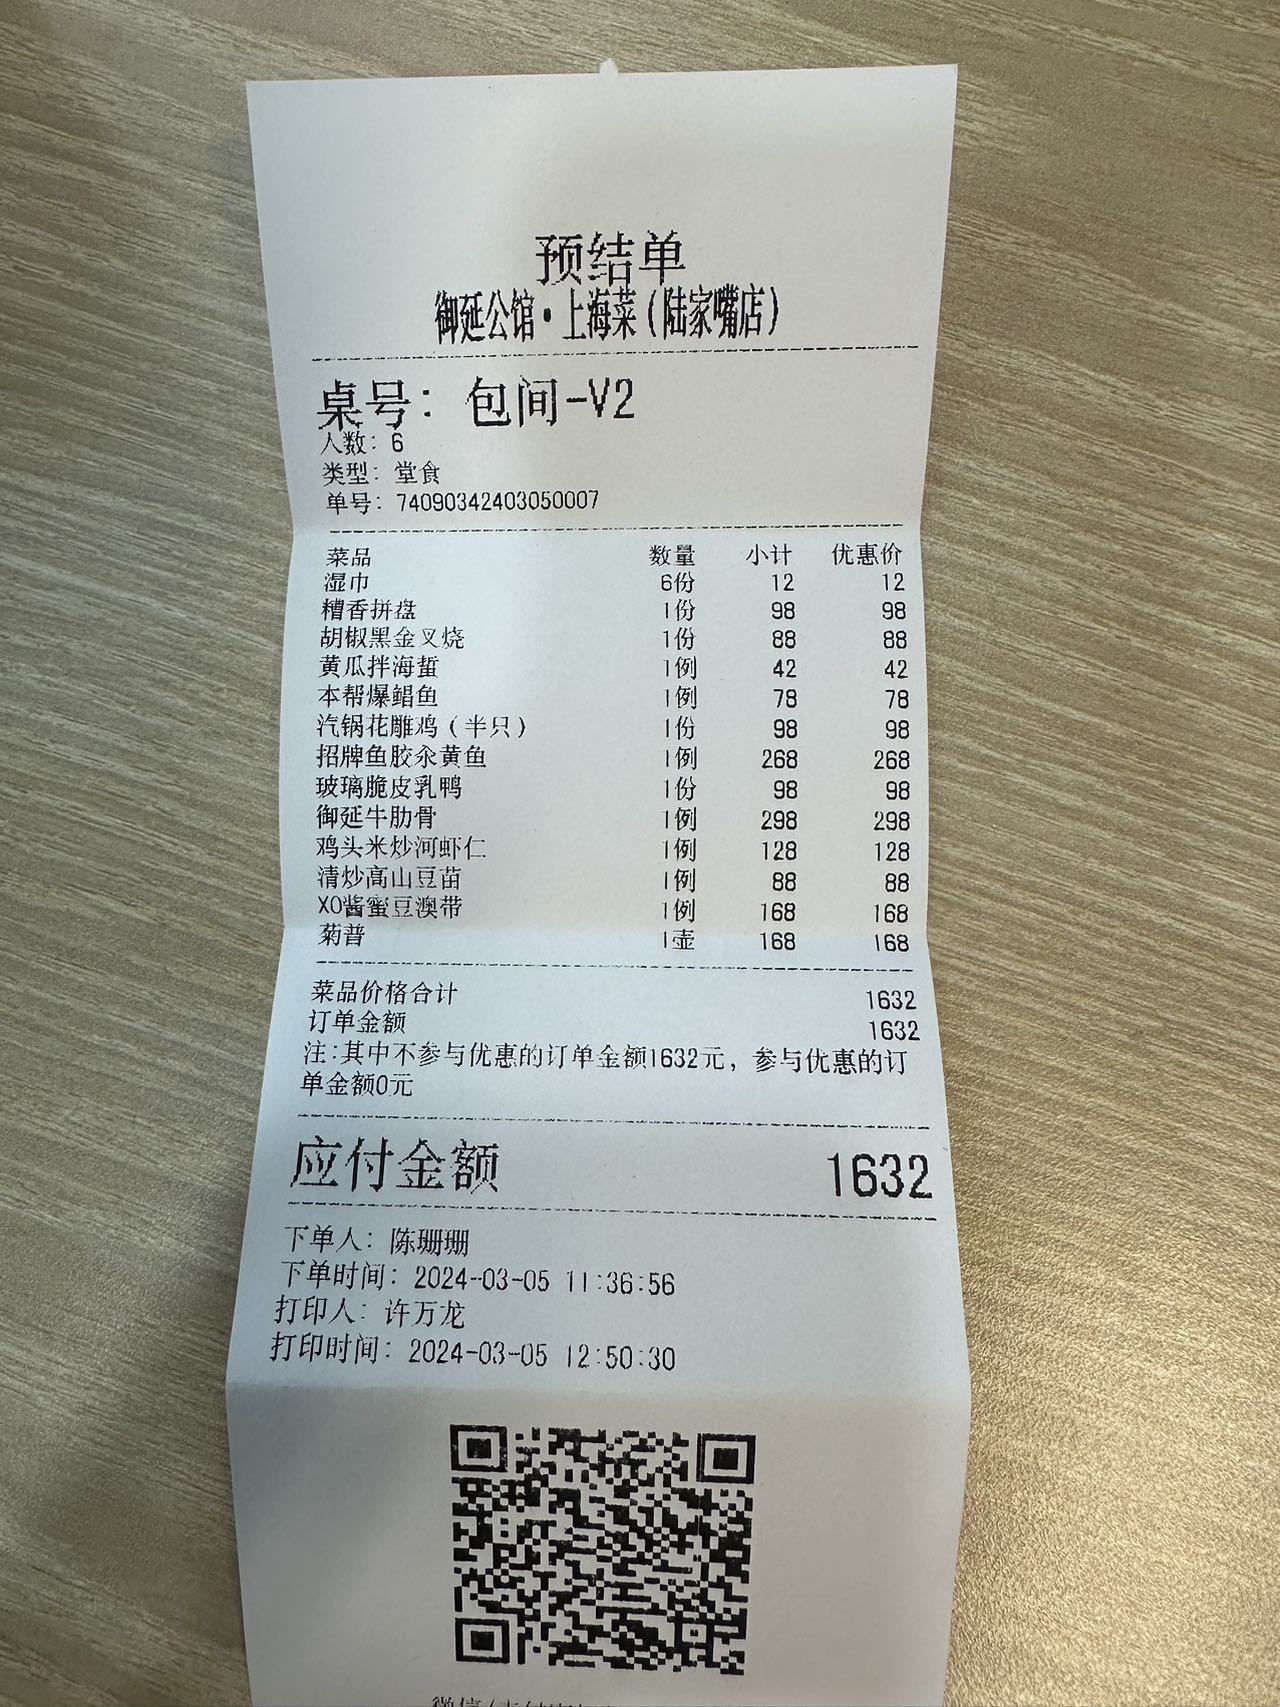 预结单
御延公馆·上海菜(陆家嘴店)
桌号: 包间-V2
人数: 6
类型: 堂食
单号: 74090342403050007
菜品 数量 小计 优惠价
湿巾 6份 12 12
糟香拼盘 1份 98 98
胡椒黑金叉烧 1份 88 88
黄瓜拌海蜇 1例 42 42
本帮爆鲳鱼 1例 78 78
汽锅花雕鸡(半只) 1份 98 98
招牌鱼胶汆黄鱼 1例 268 268
玻璃脆皮乳鸭 1份 98 98
御延牛肋骨 1例 298 298
鸡头米炒河虾仁 1例 128 128
清炒高山豆苗 1例 88 88
XO酱蜜豆澳带 1例 168 168
菊普 1壶 168 168
菜品价格合计 1632
订单金额 1632
注:其中不参与优惠的订单金额1632元, 参与优惠的订
单金额0元
应付金额 1632
下单人: 陈珊珊
下单时间: 2024-03-05 11:36:56
打印人: 许万龙
打印时间: 2024-03-05 12:50:30